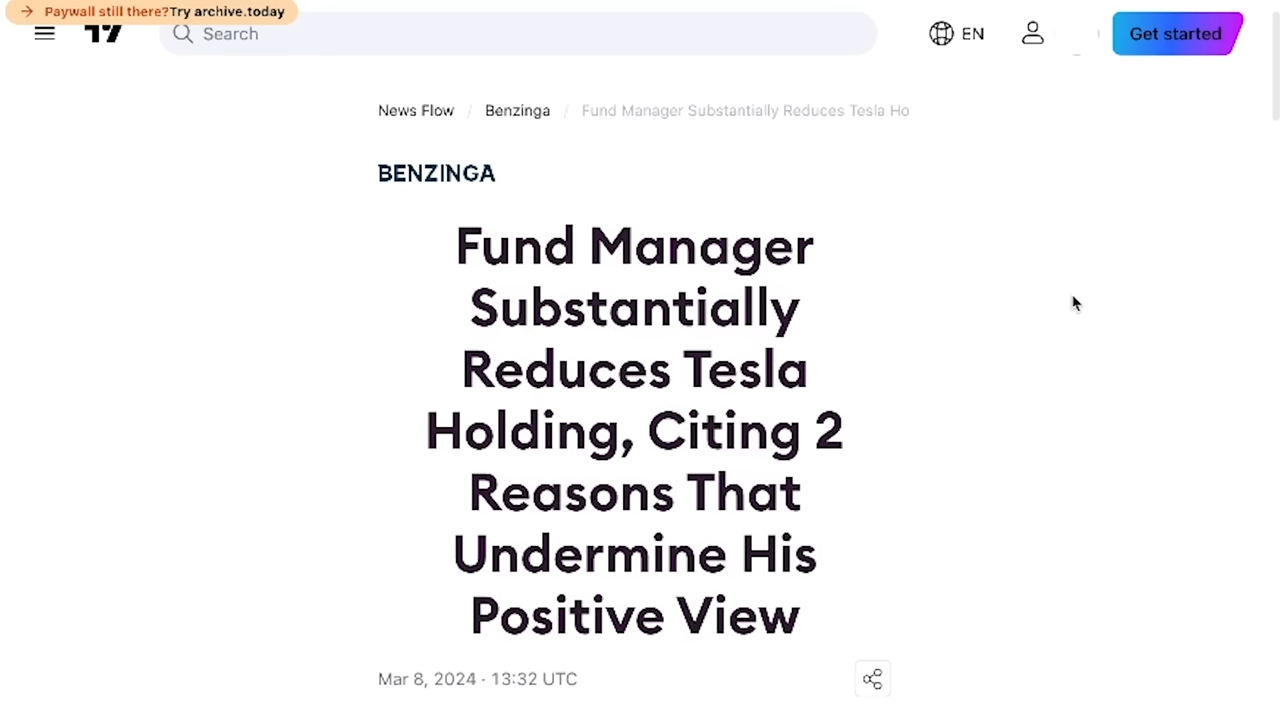 Paywall still there?Try archive.today
Search
EN
Get started
News Flow / Benzinga / Fund Manager Substantially Reduces Tesla Ho
BENZINGA
Fund Manager
Substantially
Reduces Tesla
Holding, Citing 2
Reasons That
Undermine His
Positive View
Mar 8, 2024 · 13:32 UTC